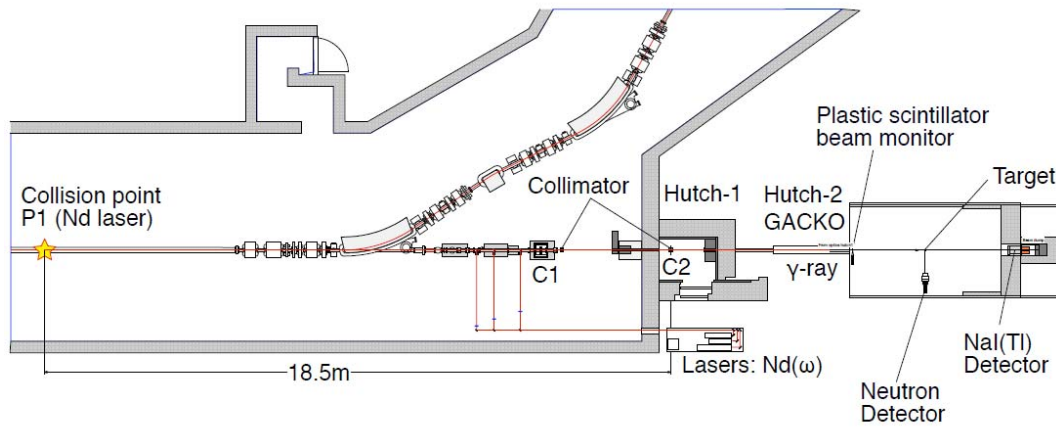 Collision point
P1 (Nd laser)
Collimator
C1
C2
Hutch-1
Hutch-2
GACKO
γ-ray
Plastic scintillator
beam monitor
Target
18.5m
Lasers: Nd(ω)
Neutron
Detector
NaI(Tl)
Detector